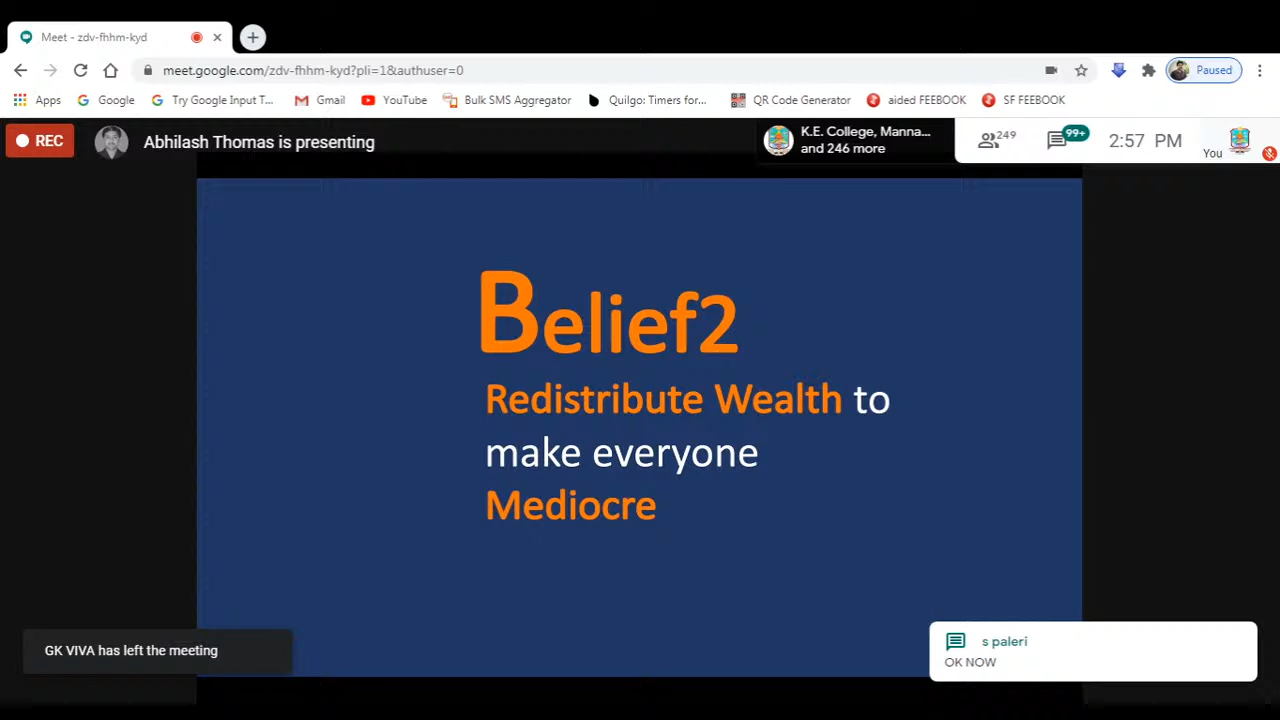 Meet - zdv-fhhm-kyd
meet.google.com/zdv-fhhm-kyd?pli=1&authuser=0
Paused
Apps
Google
Try Google Input T...
Gmail
YouTube
Bulk SMS Aggregator
Quilgo: Timers for...
QR Code Generator
aided FEEBOOK
SF FEEBOOK
REC
Abhilash Thomas is presenting
K.E. College, Manna...
and 246 more
249
99+
2:57 PM
You
Belief2
Redistribute Wealth to
make everyone
Mediocre
GK VIVA has left the meeting
s paleri
OK NOW